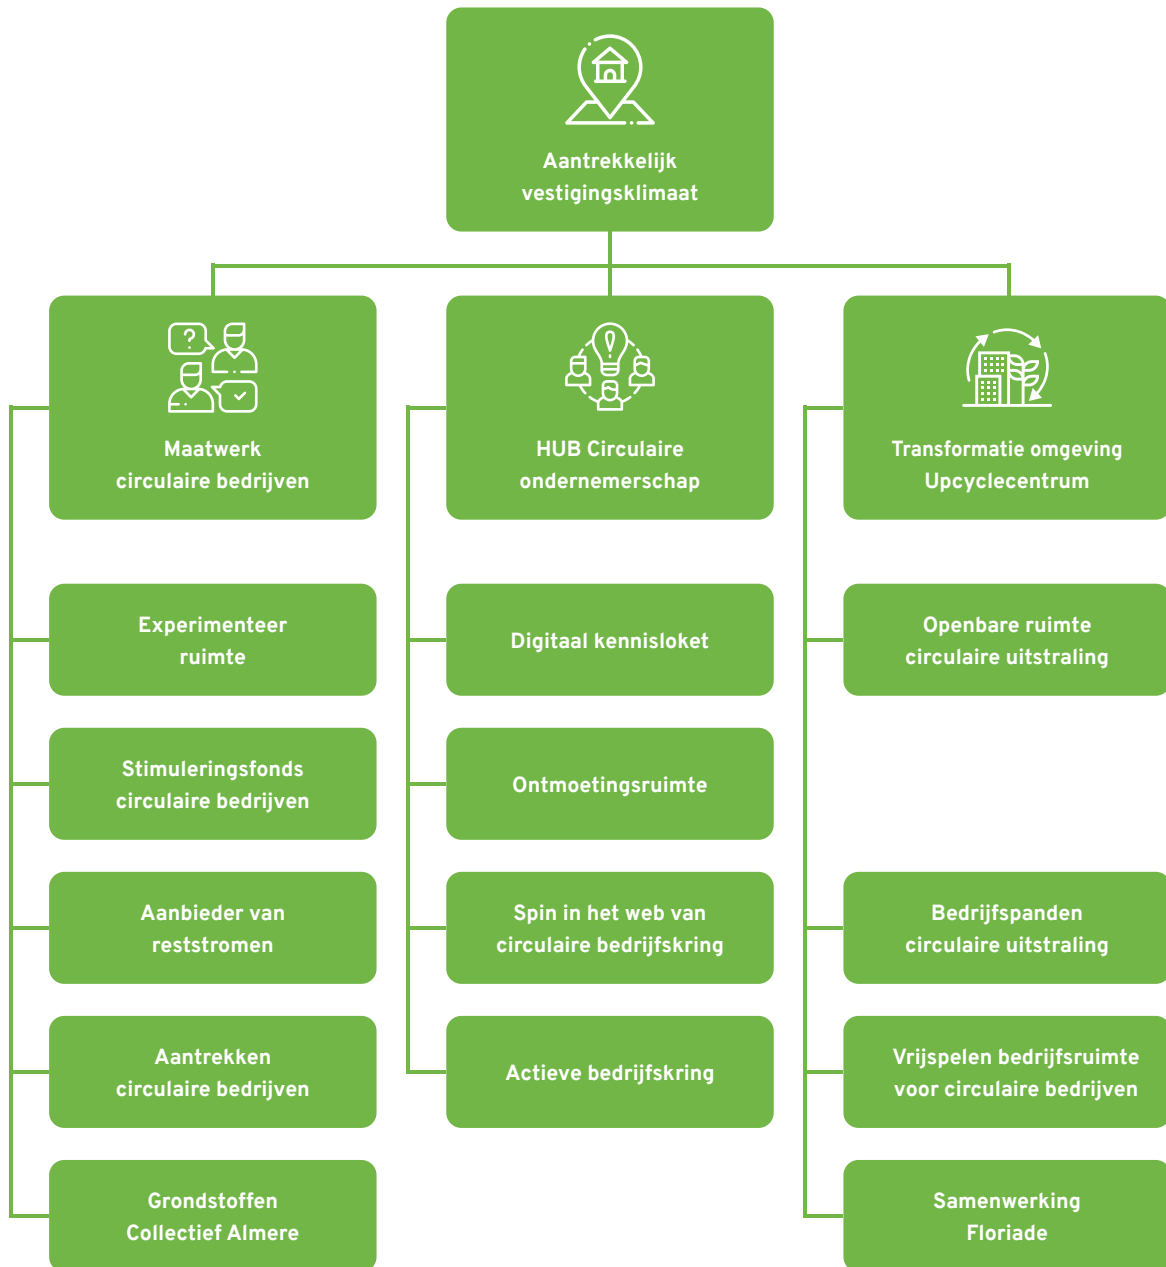 Aantrekkelijk
vestigingsklimaat
Maatwerk
circulaire bedrijven
Experimenteer
ruimte
Stimuleringsfonds
circulaire bedrijven
Aanbieder van
reststromen
Aantrekken
circulaire bedrijven
Grondstoffen
Collectief Almere
HUB Circulaire
ondernemerschap
Digitaal kennisloket
Ontmoetingsruimte
Spin in het web van
circulaire bedrijfskring
Actieve bedrijfskring
Transformatie omgeving
Upcyclecentrum
Openbare ruimte
circulaire uitstraling
Bedrijfspanden
circulaire uitstraling
Vrijspelen bedrijfsruimte
voor circulaire bedrijven
Samenwerking
Floriade